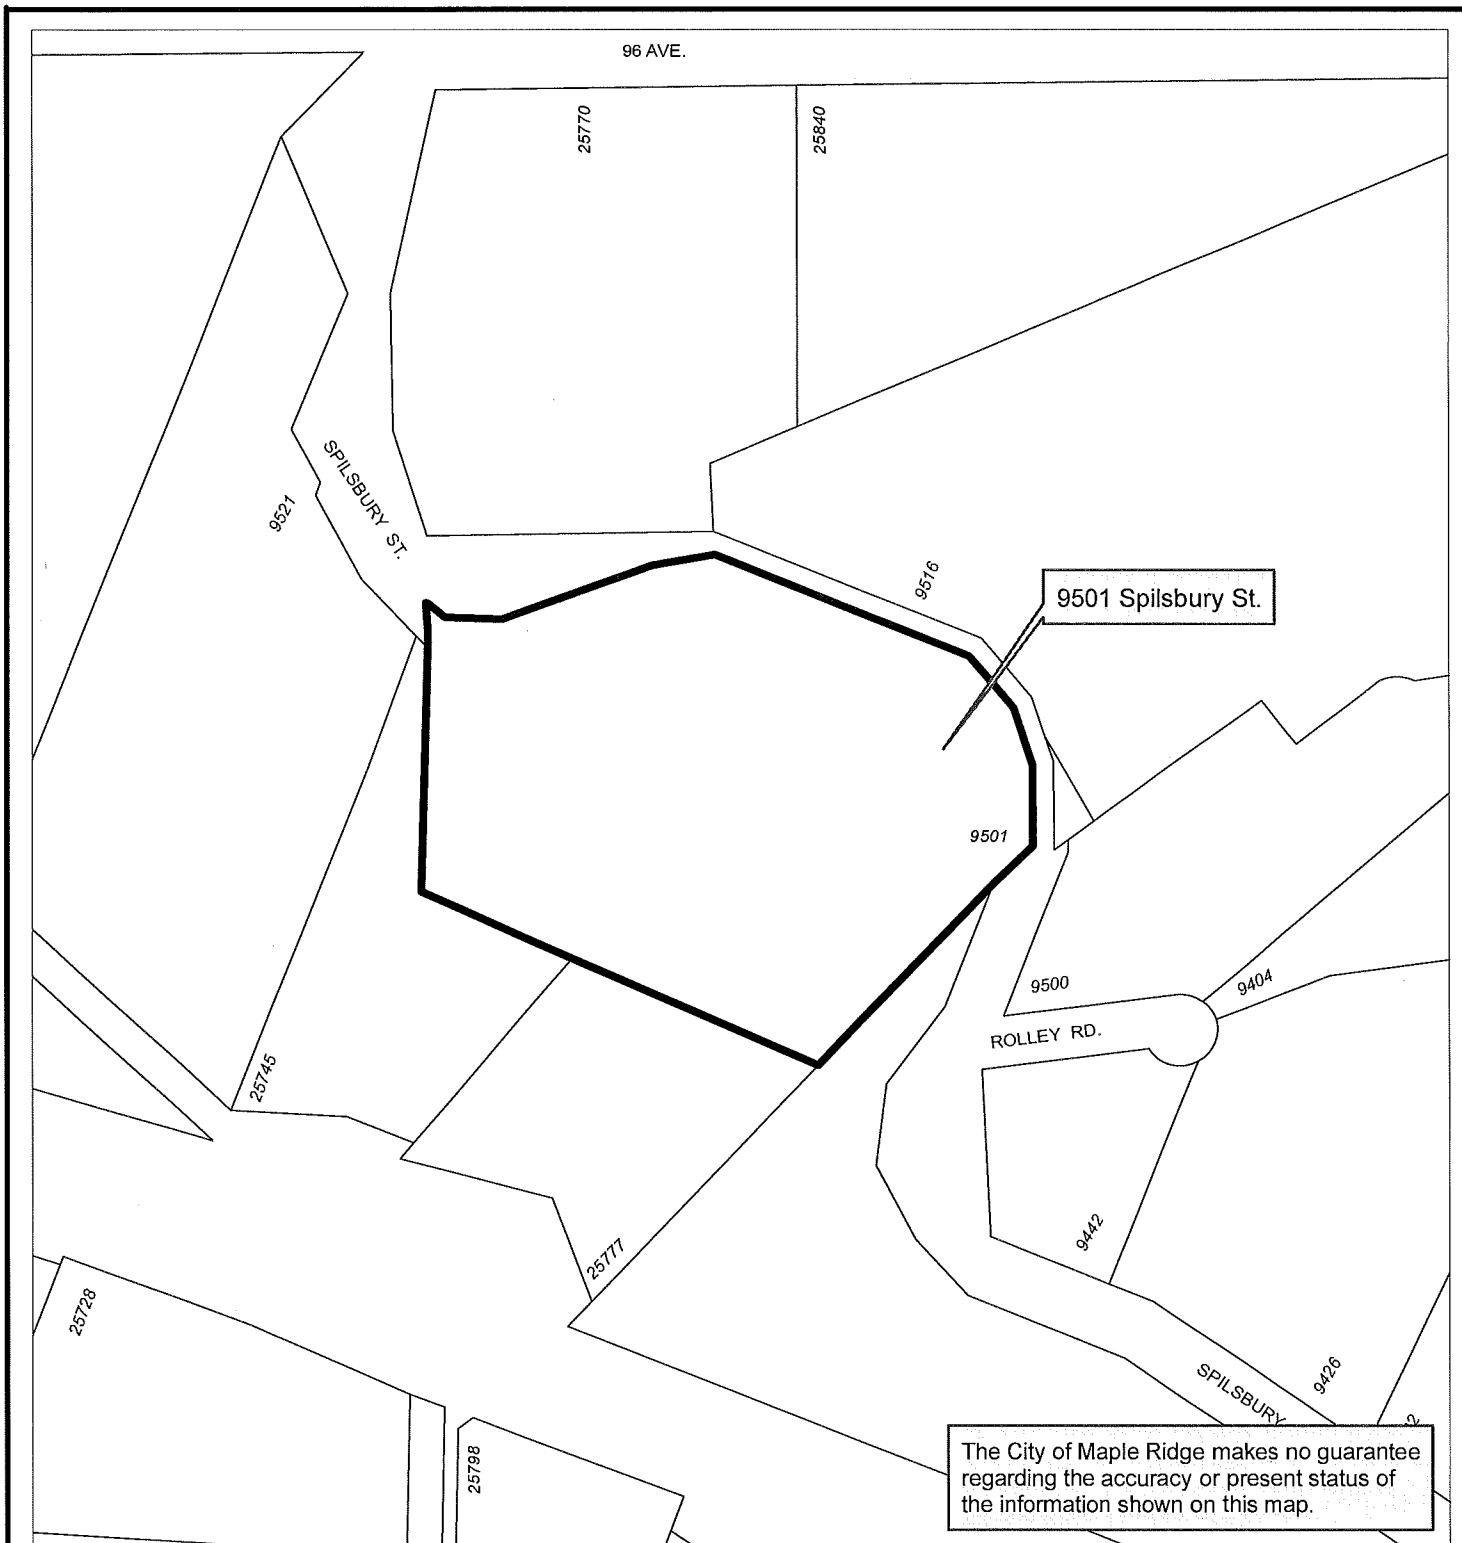 96 AVE.
25770
25840
SPILSBURY ST.
9521
9516
9501 Spilsbury St.
9501
9500
9404
ROLLEY RD.
25745
9442
25777
25728
9426
SPILSBURY
25798
The City of Maple Ridge makes no guarantee
regarding the accuracy or present status of
the information shown on this map.